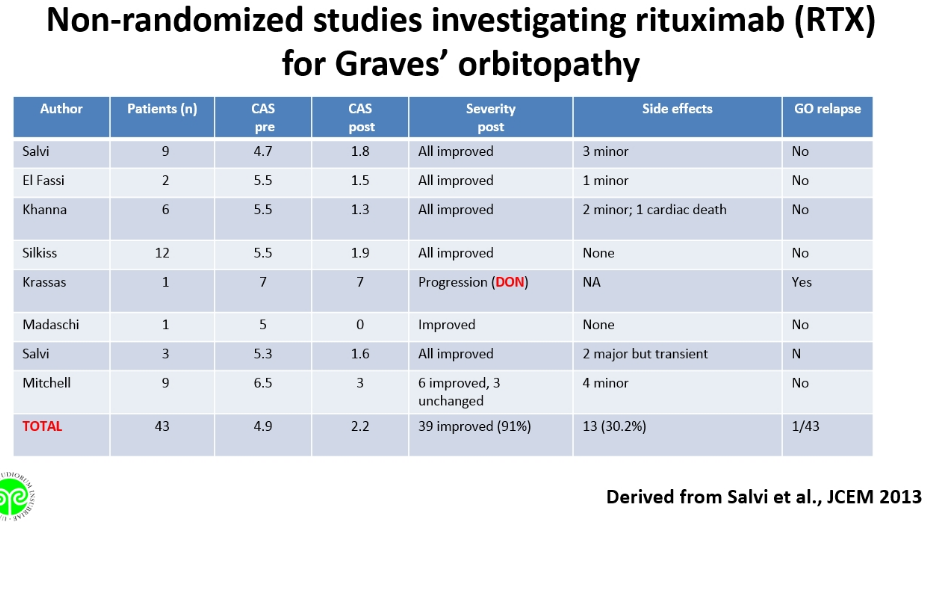 Non-randomized studies investigating rituximab (RTX)
for Graves’ orbitopathy
Author Patients (n) CAS pre CAS post Severity post Side effects GO relapse
Salvi 9 4.7 1.8 All improved 3 minor No
El Fassi 2 5.5 1.5 All improved 1 minor No
Khanna 6 5.5 1.3 All improved 2 minor; 1 cardiac death No
Silkiss 12 5.5 1.9 All improved None No
Krassas 1 7 7 Progression (DON) NA Yes
Madaschi 1 5 0 Improved None No
Salvi 3 5.3 1.6 All improved 2 major but transient N
Mitchell 9 6.5 3 6 improved, 3 unchanged 4 minor No
TOTAL 43 4.9 2.2 39 improved (91%) 13 (30.2%) 1/43
Derived from Salvi et al., JCEM 2013